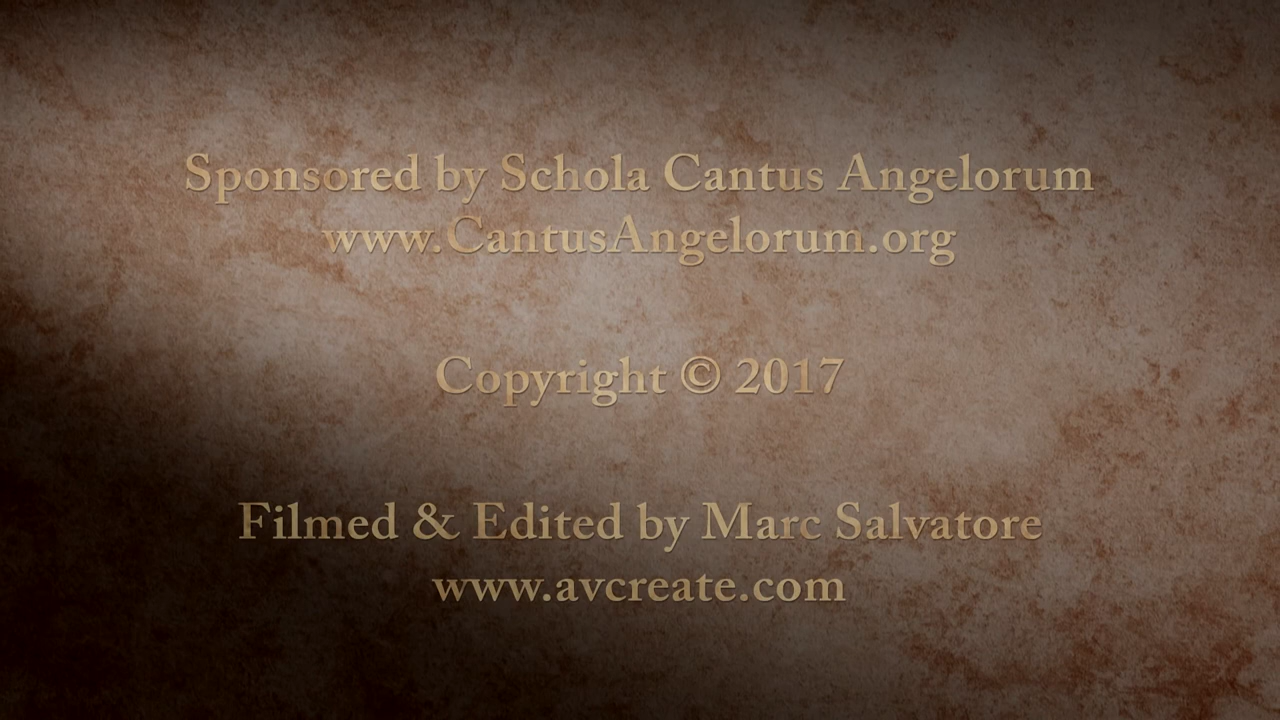 Sponsored by Schola Cantus Angelorum
www.CantusAngelorum.org
Copyright © 2017
Filmed & Edited by Marc Salvatore
www.avcreate.com